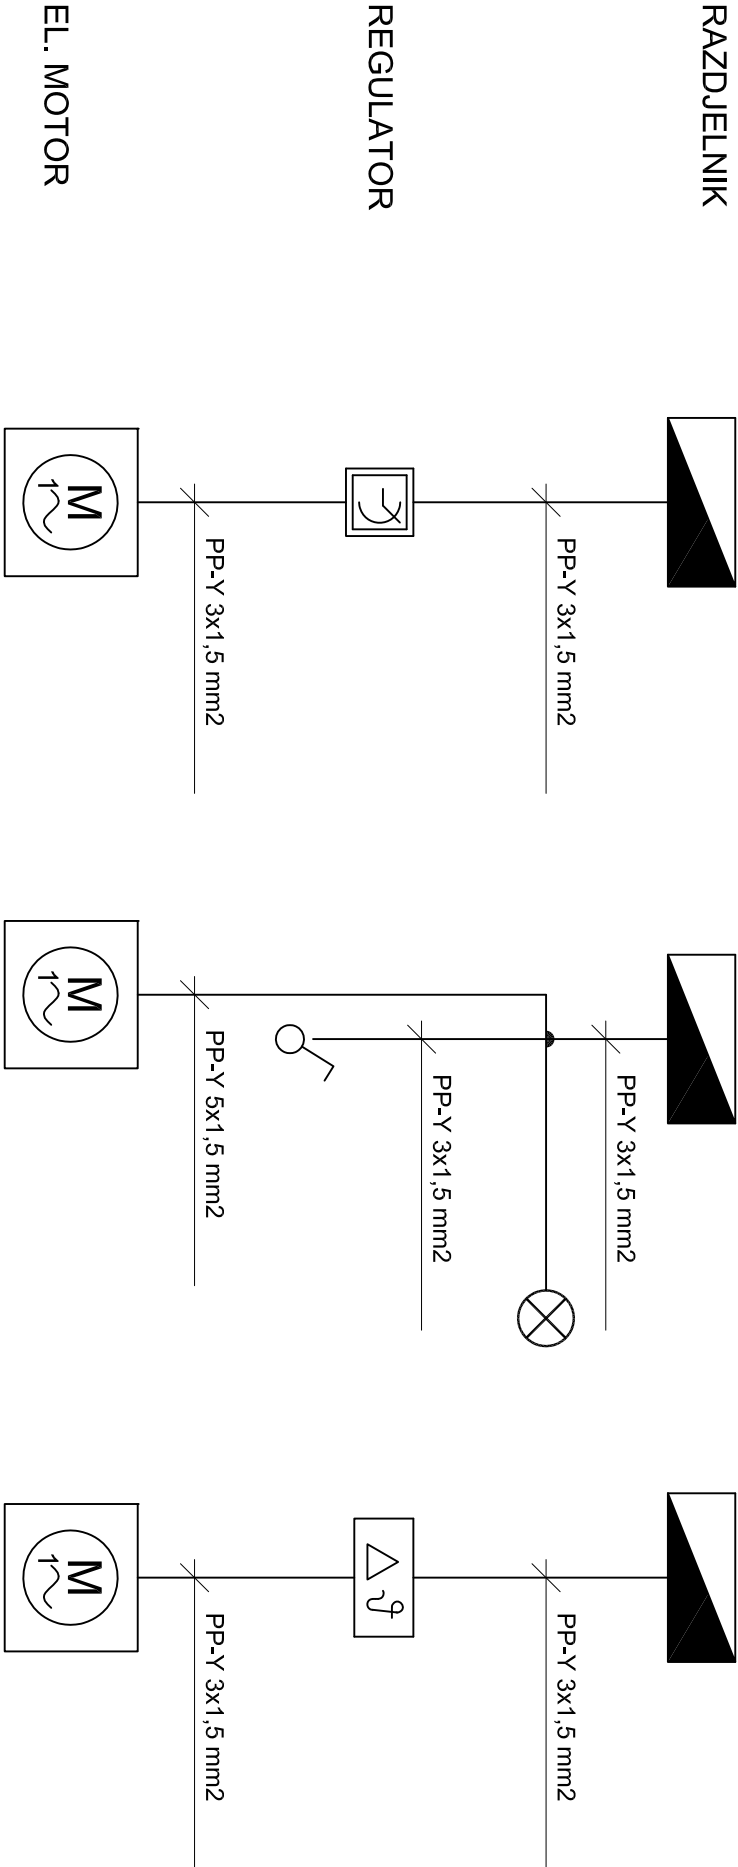 RAZDJELNIK
PP-Y 3x1,5 mm2
PP-Y 3x1,5 mm2
PP-Y 3x1,5 mm2
PP-Y 3x1,5 mm2
REGULATOR
Δ ϑ
EL. MOTOR
PP-Y 3x1,5 mm2
PP-Y 5x1,5 mm2
PP-Y 3x1,5 mm2
M
1~
M
1~
M
1~